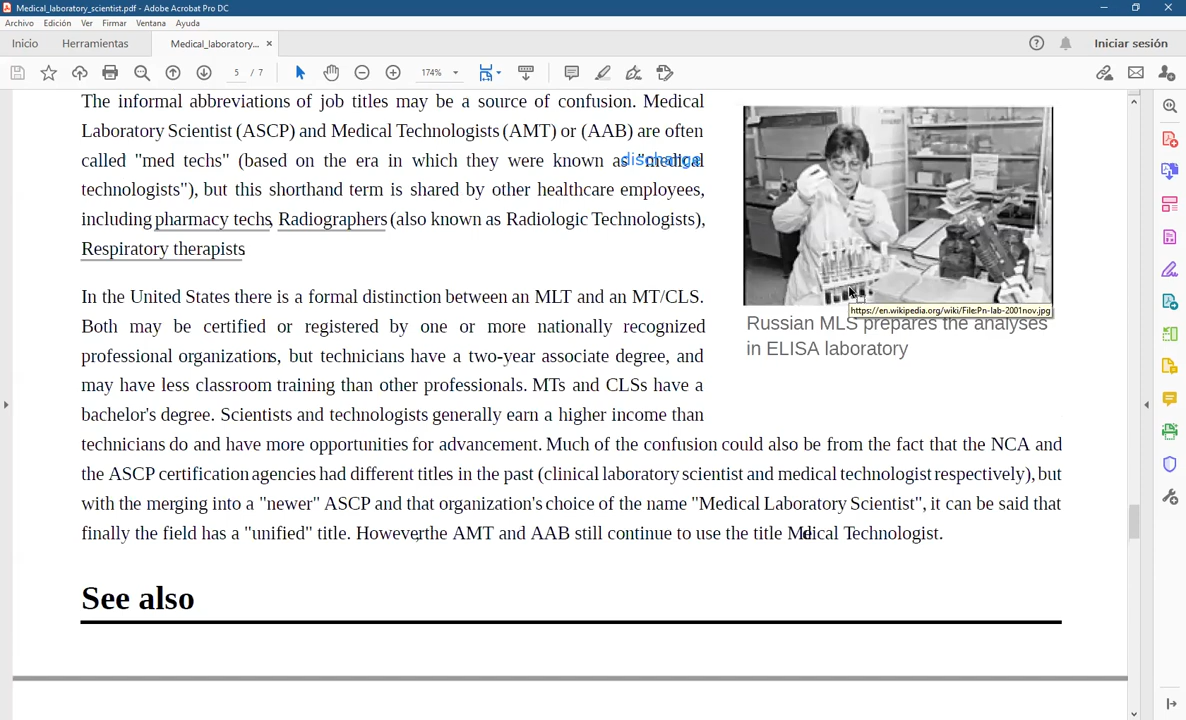 Medical_laboratory_scientist.pdf - Adobe Acrobat Pro DC
Archivo Edición Ver Firmar Ventana Ayuda
Inicio Herramientas Medical_laboratory... × Iniciar sesión
5 / 7 174%
The informal abbreviations of job titles may be a source of confusion. Medical
Laboratory Scientist (ASCP) and Medical Technologists (AMT) or (AAB) are often
called "med techs" (based on the era in which they were known as "medical
discharge
technologists"), but this shorthand term is shared by other healthcare employees,
including pharmacy techs, Radiographers (also known as Radiologic Technologists),
Respiratory therapists.
https://en.wikipedia.org/wiki/File:Pn-lab-2001nov.jpg
Russian MLS prepares the analyses
in ELISA laboratory
In the United States there is a formal distinction between an MLT and an MT/CLS.
Both may be certified or registered by one or more nationally recognized
professional organizations, but technicians have a two-year associate degree, and
may have less classroom training than other professionals. MTs and CLSs have a
bachelor's degree. Scientists and technologists generally earn a higher income than
technicians do and have more opportunities for advancement. Much of the confusion could also be from the fact that the NCA and
the ASCP certification agencies had different titles in the past (clinical laboratory scientist and medical technologist respectively), but
with the merging into a "newer" ASCP and that organization's choice of the name "Medical Laboratory Scientist", it can be said that
finally the field has a "unified" title. However, the AMT and AAB still continue to use the title Medical Technologist.
See also